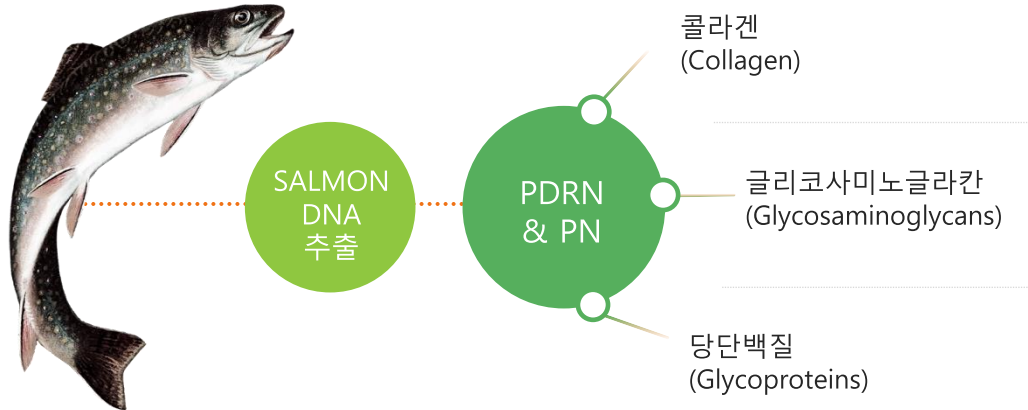 SALMON
DNA
추출
PDRN
& PN
콜라겐
(Collagen)
글리코사미노글라칸
(Glycosaminoglycans)
당단백질
(Glycoproteins)